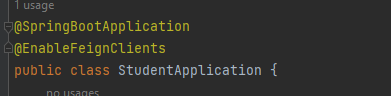 1 usage
@SpringBootApplication
@EnableFeignClients
public class StudentApplication {
no usages